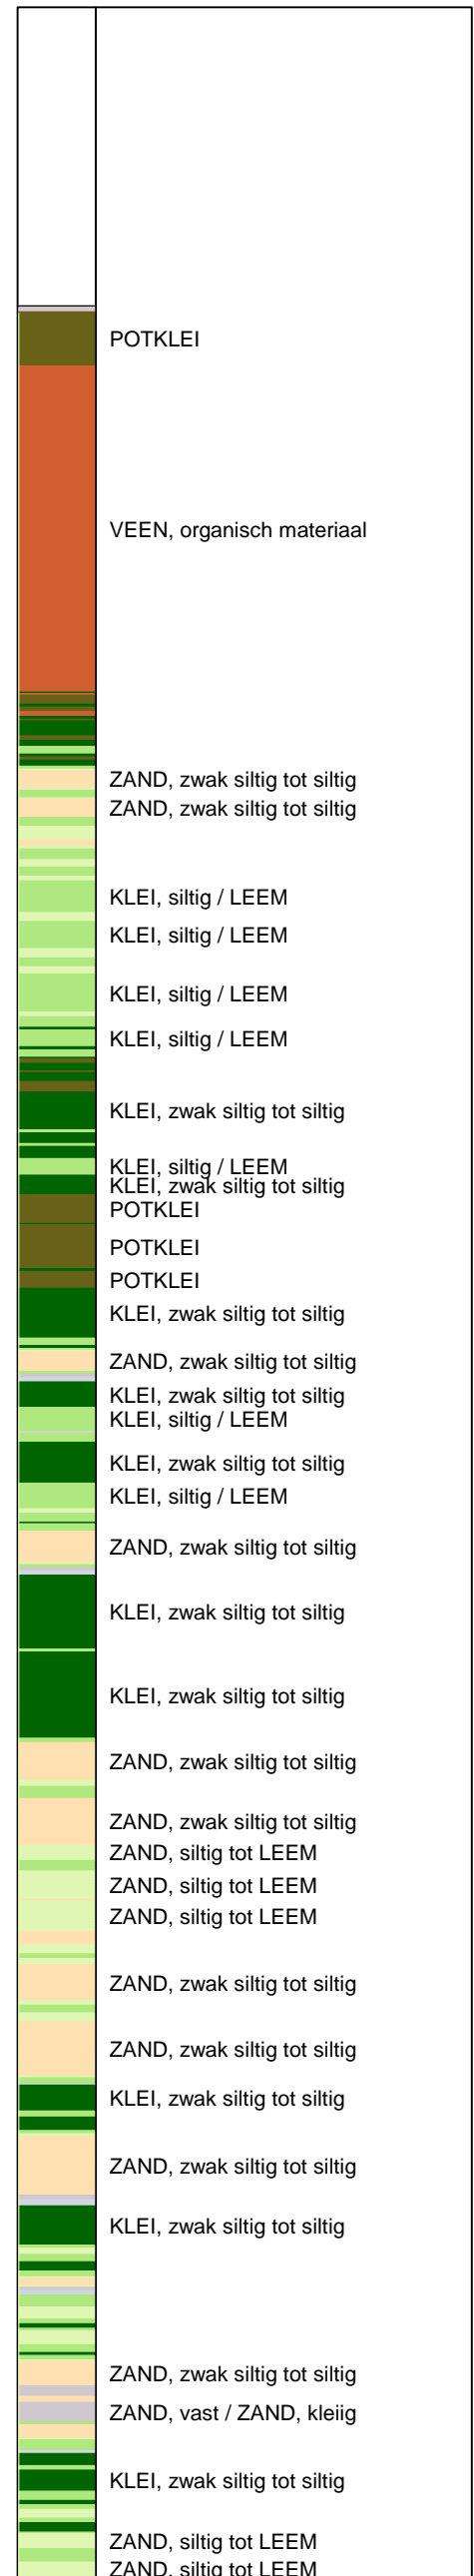 POTKLEI
VEEN, organisch materiaal
ZAND, zwak siltig tot siltig
ZAND, zwak siltig tot siltig
KLEI, siltig / LEEM
KLEI, siltig / LEEM
KLEI, siltig / LEEM
KLEI, siltig / LEEM
KLEI, zwak siltig tot siltig
KLEI, siltig / LEEM
KLEI, zwak siltig tot siltig
POTKLEI
POTKLEI
POTKLEI
KLEI, zwak siltig tot siltig
ZAND, zwak siltig tot siltig
KLEI, zwak siltig tot siltig
KLEI, siltig / LEEM
KLEI, zwak siltig tot siltig
KLEI, siltig / LEEM
ZAND, zwak siltig tot siltig
KLEI, zwak siltig tot siltig
KLEI, zwak siltig tot siltig
ZAND, zwak siltig tot siltig
ZAND, zwak siltig tot siltig
ZAND, siltig tot LEEM
ZAND, siltig tot LEEM
ZAND, siltig tot LEEM
ZAND, zwak siltig tot siltig
ZAND, zwak siltig tot siltig
KLEI, zwak siltig tot siltig
ZAND, zwak siltig tot siltig
KLEI, zwak siltig tot siltig
ZAND, zwak siltig tot siltig
ZAND, vast / ZAND, kleiig
KLEI, zwak siltig tot siltig
ZAND, siltig tot LEEM
ZAND, siltig tot LEEM